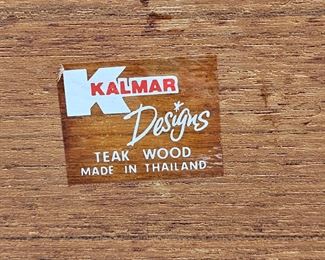 K KALMAR
Designs
TEAK WOOD
MADE IN THAILAND